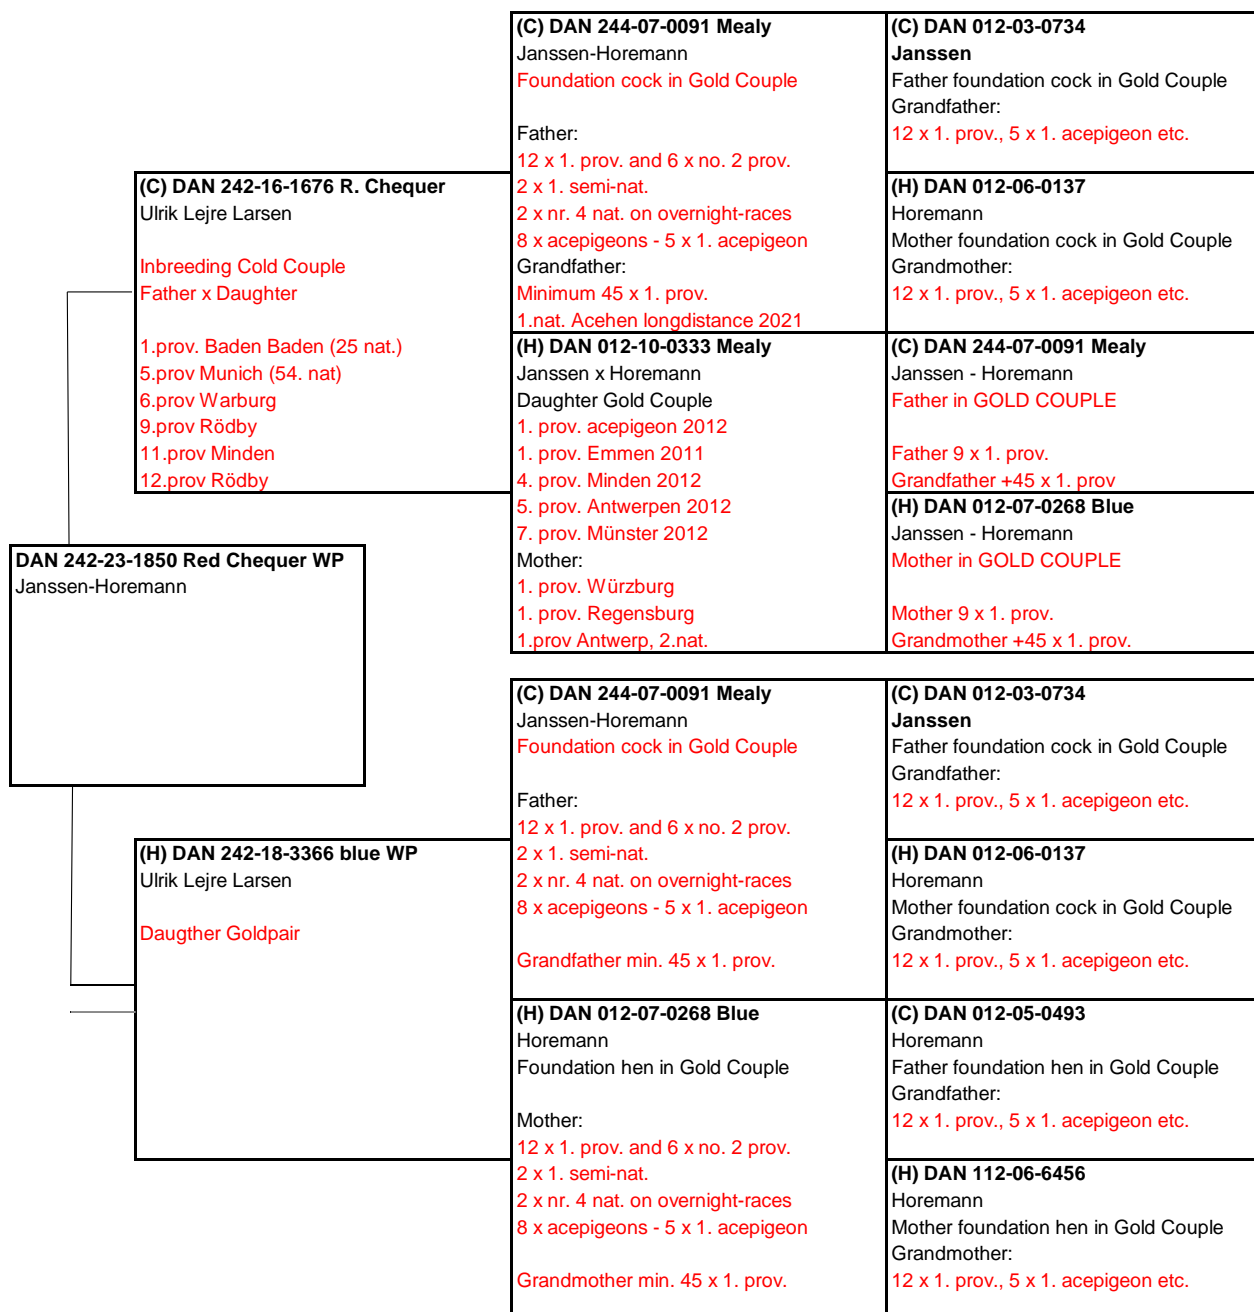 DAN 242-23-1850 Red Chequer WP
Janssen-Horemann
(C) DAN 242-16-1676 R. Chequer
Ulrik Lejre Larsen
Inbreeding Cold Couple
Father x Daughter
1.prov. Baden Baden (25 nat.)
5.prov Munich (54. nat)
6.prov Warburg
9.prov Rödby
11.prov Minden
12.prov Rödby
(H) DAN 242-18-3366 blue WP
Ulrik Lejre Larsen
Daugther Goldpair
(C) DAN 244-07-0091 Mealy
Janssen-Horemann
Foundation cock in Gold Couple
Father:
12 x 1. prov. and 6 x no. 2 prov.
2 x 1. semi-nat.
2 x nr. 4 nat. on overnight-races
8 x acepigeons - 5 x 1. acepigeon
Grandfather:
Minimum 45 x 1. prov.
1.nat. Acehen longdistance 2021
(H) DAN 012-10-0333 Mealy
Janssen x Horemann
Daughter Gold Couple
1. prov. acepigeon 2012
1. prov. Emmen 2011
4. prov. Minden 2012
5. prov. Antwerpen 2012
7. prov. Münster 2012
Mother:
1. prov. Würzburg
1. prov. Regensburg
1.prov Antwerp, 2.nat.
(C) DAN 244-07-0091 Mealy
Janssen-Horemann
Foundation cock in Gold Couple
Father:
12 x 1. prov. and 6 x no. 2 prov.
2 x 1. semi-nat.
2 x nr. 4 nat. on overnight-races
8 x acepigeons - 5 x 1. acepigeon
Grandfather min. 45 x 1. prov.
(H) DAN 012-07-0268 Blue
Horemann
Foundation hen in Gold Couple
Mother:
12 x 1. prov. and 6 x no. 2 prov.
2 x 1. semi-nat.
2 x nr. 4 nat. on overnight-races
8 x acepigeons - 5 x 1. acepigeon
Grandmother min. 45 x 1. prov.
(C) DAN 012-03-0734
Janssen
Father foundation cock in Gold Couple
Grandfather:
12 x 1. prov., 5 x 1. acepigeon etc.
(H) DAN 012-06-0137
Horemann
Mother foundation cock in Gold Couple
Grandmother:
12 x 1. prov., 5 x 1. acepigeon etc.
(C) DAN 244-07-0091 Mealy
Janssen - Horemann
Father in GOLD COUPLE
Father 9 x 1. prov.
Grandfather +45 x 1. prov
(H) DAN 012-07-0268 Blue
Janssen - Horemann
Mother in GOLD COUPLE
Mother 9 x 1. prov.
Grandmother +45 x 1. prov.
(C) DAN 012-03-0734
Janssen
Father foundation cock in Gold Couple
Grandfather:
12 x 1. prov., 5 x 1. acepigeon etc.
(H) DAN 012-06-0137
Horemann
Mother foundation cock in Gold Couple
Grandmother:
12 x 1. prov., 5 x 1. acepigeon etc.
(C) DAN 012-05-0493
Horemann
Father foundation hen in Gold Couple
Grandfather:
12 x 1. prov., 5 x 1. acepigeon etc.
(H) DAN 112-06-6456
Horemann
Mother foundation hen in Gold Couple
Grandmother:
12 x 1. prov., 5 x 1. acepigeon etc.